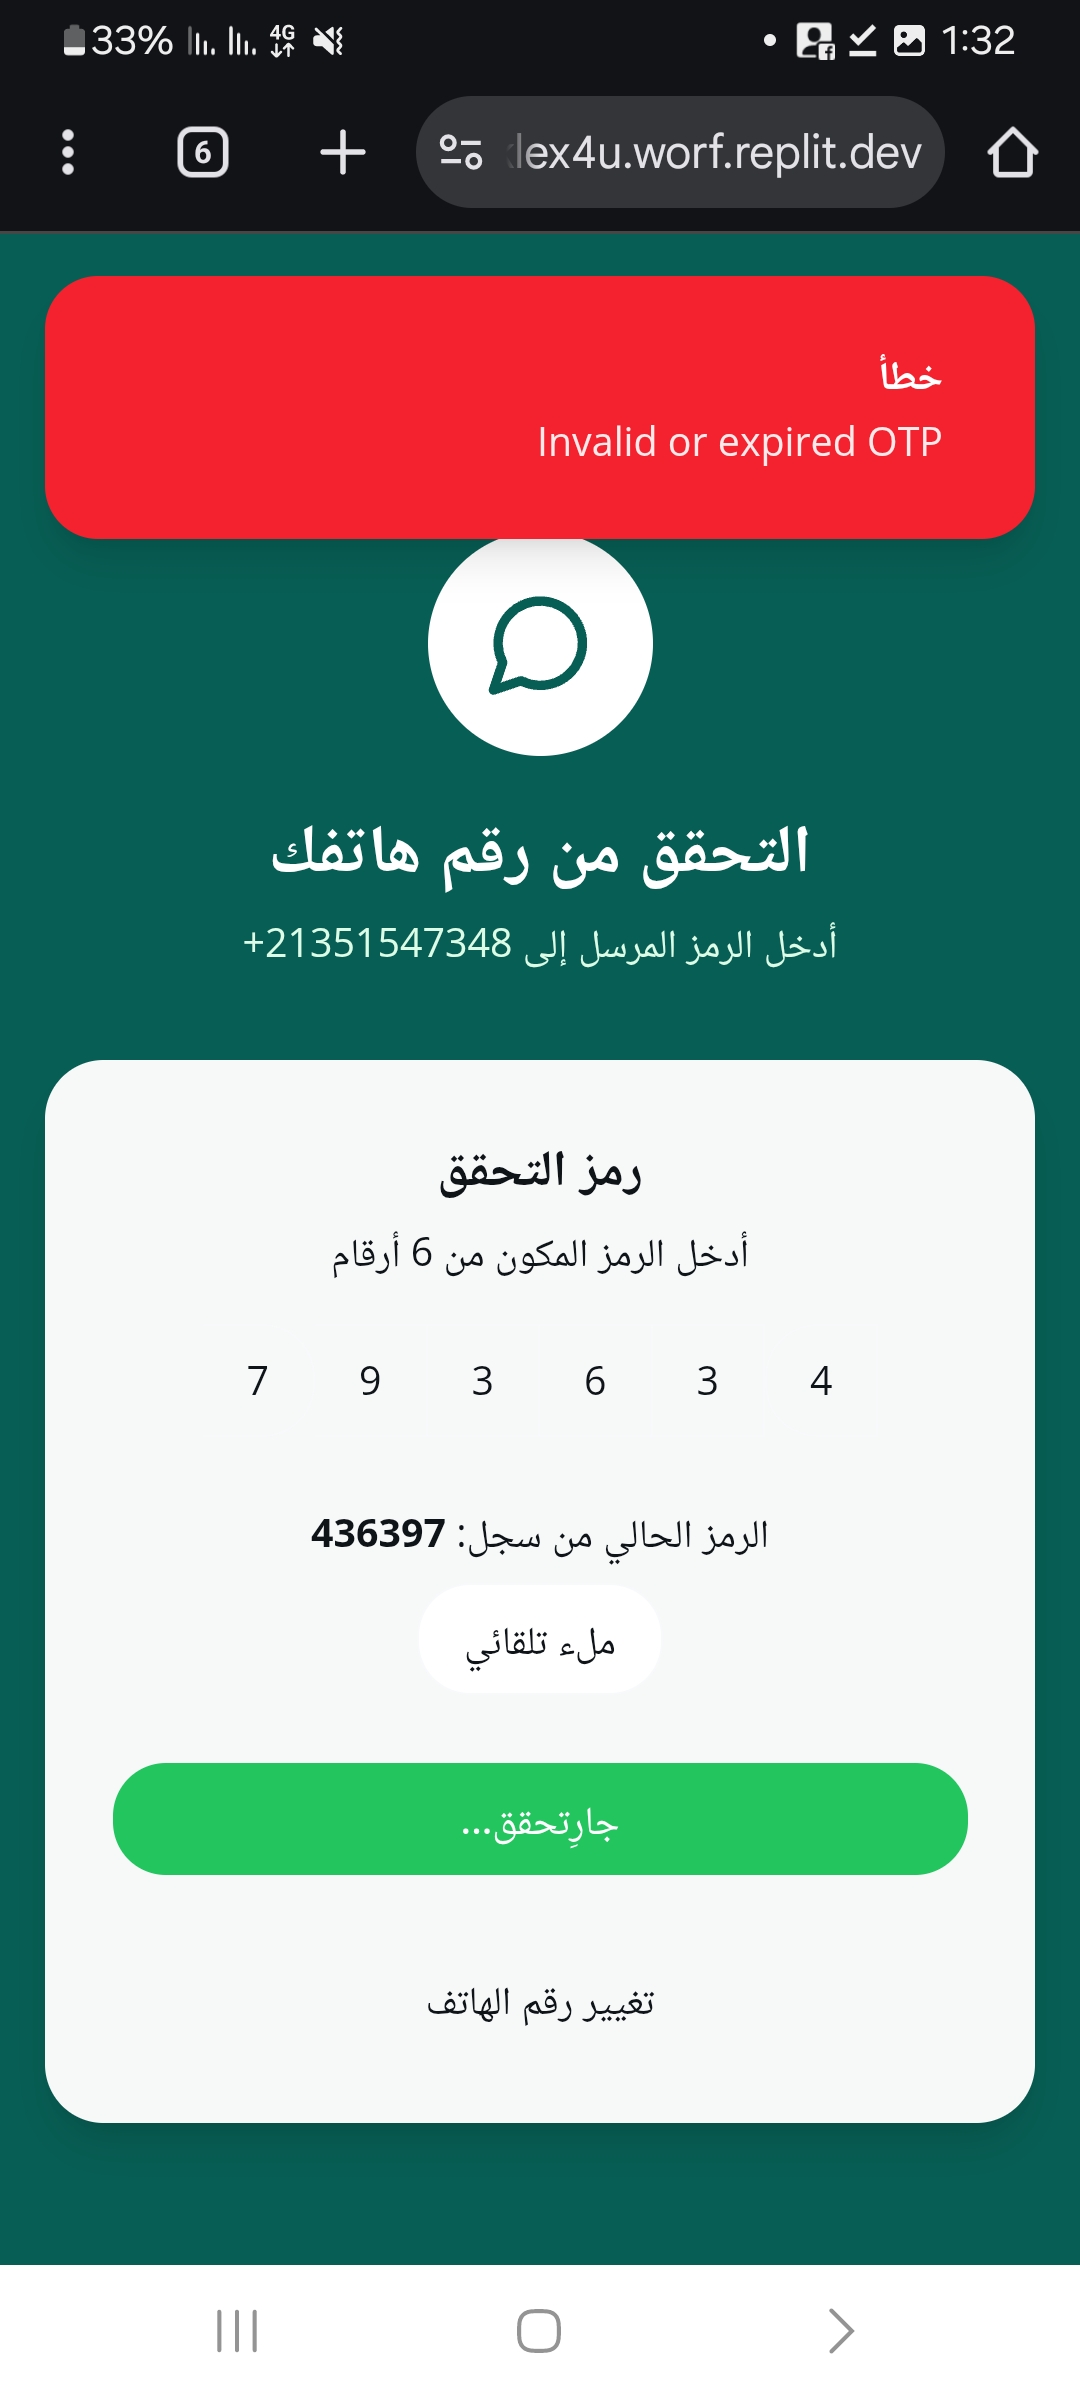 33% 4G 1:32
6 lex4u.worf.replit.dev
خطأ
Invalid or expired OTP
التحقق من رقم هاتفك
أدخل الرمز المرسل إلى 21351547348+
رمز التحقق
أدخل الرمز المكون من 6 أرقام
7 9 3 6 3 4
الرمز الحالي من سجل: 436397
ملء تلقائي
جارِتحقق...
تغيير رقم الهاتف